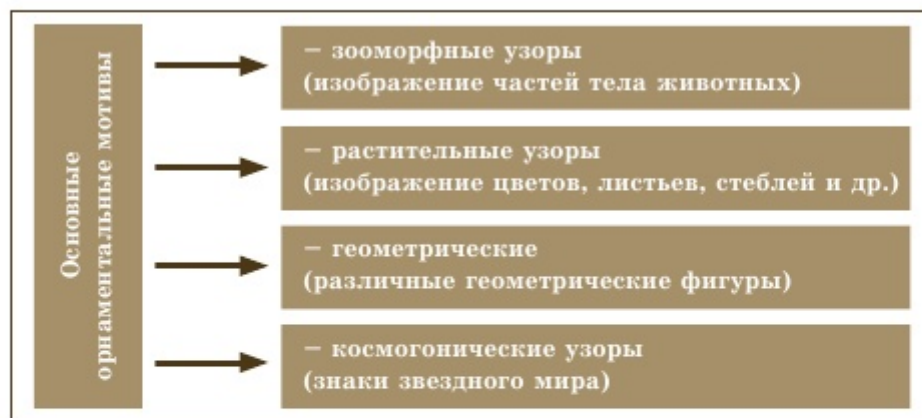 Основные
орнаментальные мотивы
– зооморфные узоры
(изображение частей тела животных)
– растительные узоры
(изображение цветов, листьев, стеблей и др.)
– геометрические
(различные геометрические фигуры)
– космогонические узоры
(знаки звездного мира)